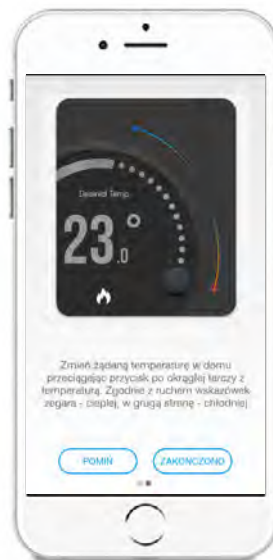 Desired Temp.
23.0°
Zmień żądaną temperaturę w domu
przeciągając przycisk po okrągłej tarczy z
temperaturą. Zgodnie z ruchem wskazówek
zegara - cieplej, w grugą stronę - chłodniej
POMIŃ
ZAKOŃCZONO